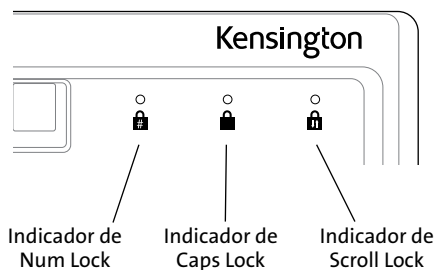 Kensington
#
Indicador de Num Lock
Indicador de Caps Lock
Indicador de Scroll Lock